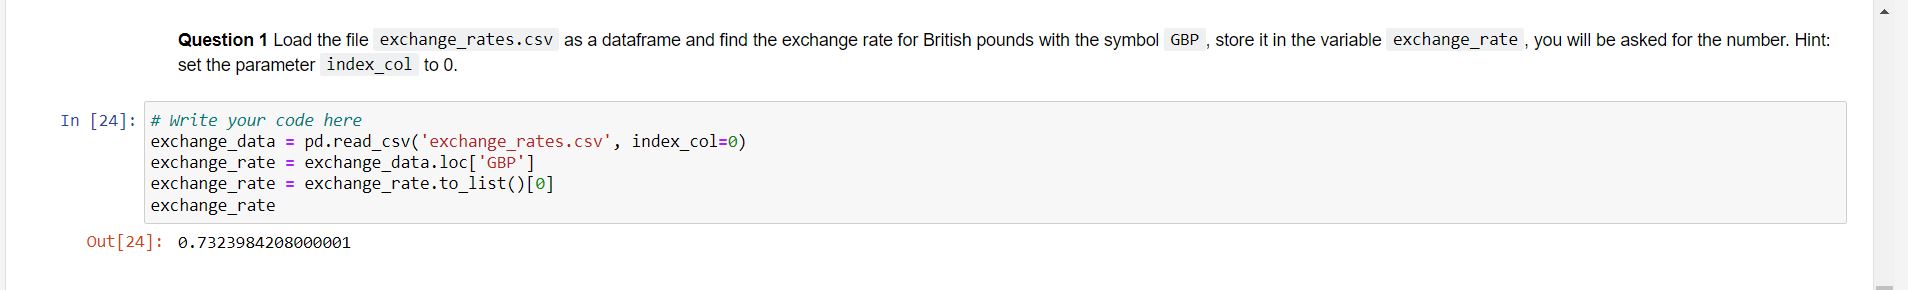 Question 1 Load the file exchange_rates.csv as a dataframe and find the exchange rate for British pounds with the symbol GBP , store it in the variable exchange_rate , you will be asked for the number. Hint:
set the parameter index_col to 0.
In [24]: # Write your code here
exchange_data = pd.read_csv('exchange_rates.csv', index_col=0)
exchange_rate = exchange_data.loc['GBP']
exchange_rate = exchange_rate.to_list()[0]
exchange_rate
Out[24]: 0.7323984208000001